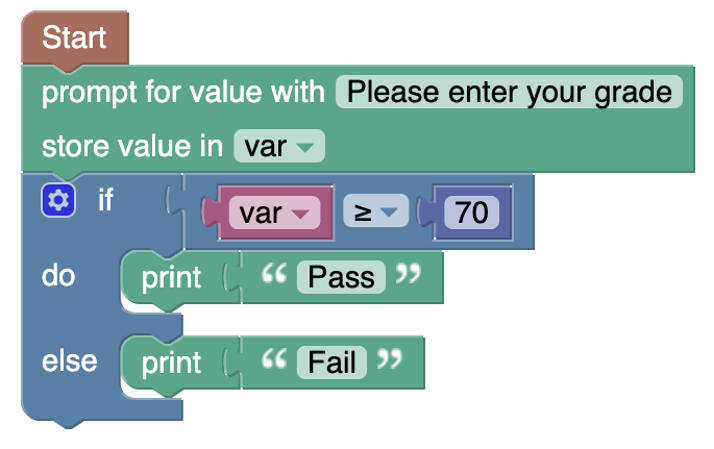 Start
prompt for value with Please enter your grade
store value in var
if var ≥ 70
do print “ Pass ”
else print “ Fail ”